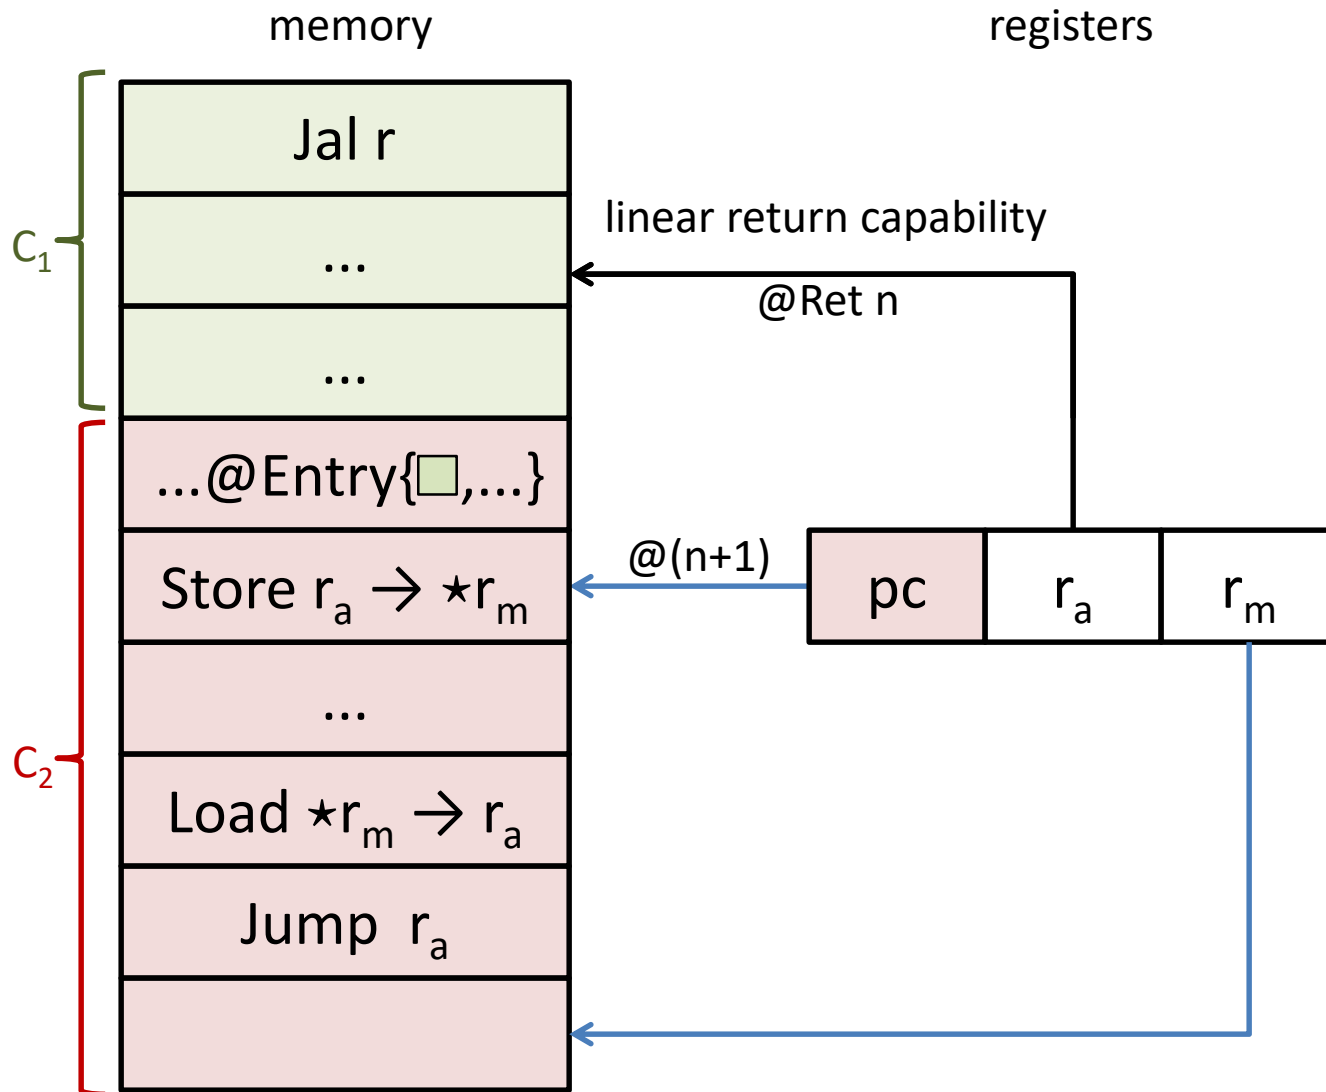 memory
registers
Jal r
linear return capability
C₁
...
@Ret n
...
...@Entry{ ,...}
@(n+1)
Store rₐ → ⋆rₘ
pc
rₐ
rₘ
...
C₂
Load ⋆rₘ → rₐ
Jump rₐ